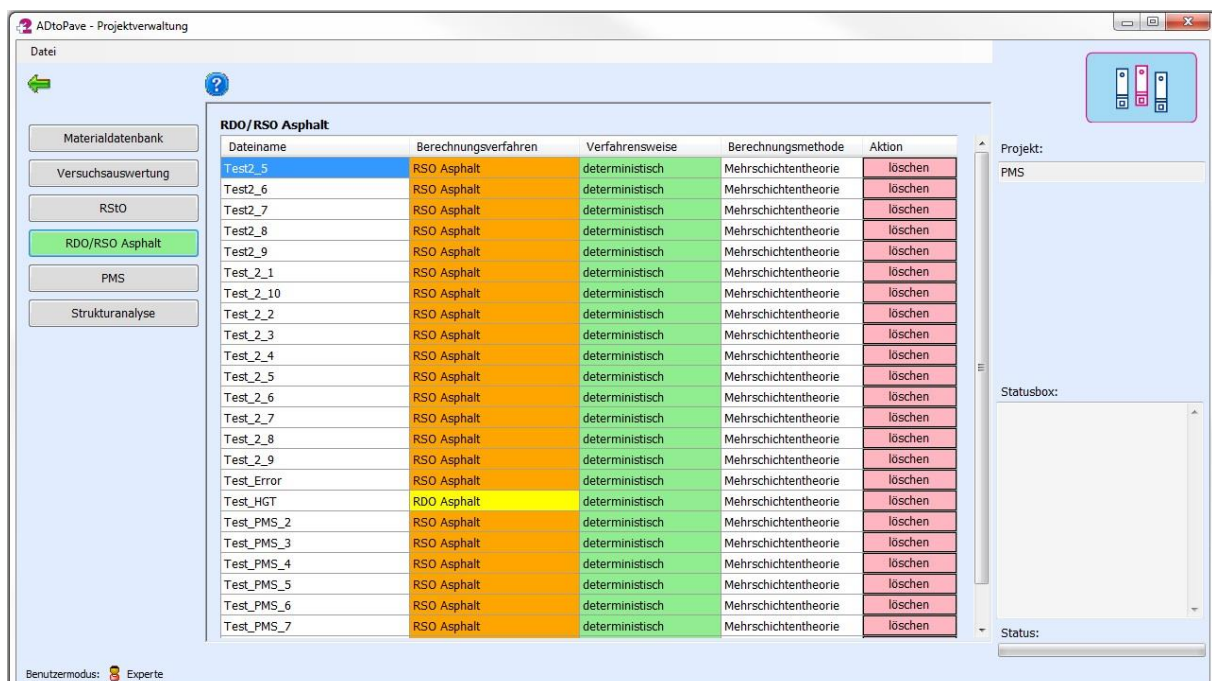 ADtoPave - Projektverwaltung
Datei
Materialdatenbank
Versuchsauswertung
RStO
RDO/RSO Asphalt
PMS
Strukturanalyse
RDO/RSO Asphalt
Dateiname Berechnungsverfahren Verfahrensweise Berechnungsmethode Aktion
Test2_5 RSO Asphalt deterministisch Mehrschichtentheorie löschen
Test2_6 RSO Asphalt deterministisch Mehrschichtentheorie löschen
Test2_7 RSO Asphalt deterministisch Mehrschichtentheorie löschen
Test2_8 RSO Asphalt deterministisch Mehrschichtentheorie löschen
Test2_9 RSO Asphalt deterministisch Mehrschichtentheorie löschen
Test_2_1 RSO Asphalt deterministisch Mehrschichtentheorie löschen
Test_2_10 RSO Asphalt deterministisch Mehrschichtentheorie löschen
Test_2_2 RSO Asphalt deterministisch Mehrschichtentheorie löschen
Test_2_3 RSO Asphalt deterministisch Mehrschichtentheorie löschen
Test_2_4 RSO Asphalt deterministisch Mehrschichtentheorie löschen
Test_2_5 RSO Asphalt deterministisch Mehrschichtentheorie löschen
Test_2_6 RSO Asphalt deterministisch Mehrschichtentheorie löschen
Test_2_7 RSO Asphalt deterministisch Mehrschichtentheorie löschen
Test_2_8 RSO Asphalt deterministisch Mehrschichtentheorie löschen
Test_2_9 RSO Asphalt deterministisch Mehrschichtentheorie löschen
Test_Error RSO Asphalt deterministisch Mehrschichtentheorie löschen
Test_HGT RDO Asphalt deterministisch Mehrschichtentheorie löschen
Test_PMS_2 RSO Asphalt deterministisch Mehrschichtentheorie löschen
Test_PMS_3 RSO Asphalt deterministisch Mehrschichtentheorie löschen
Test_PMS_4 RSO Asphalt deterministisch Mehrschichtentheorie löschen
Test_PMS_5 RSO Asphalt deterministisch Mehrschichtentheorie löschen
Test_PMS_6 RSO Asphalt deterministisch Mehrschichtentheorie löschen
Test_PMS_7 RSO Asphalt deterministisch Mehrschichtentheorie löschen
Projekt:
PMS
Statusbox:
Status:
Benutzermodus: Experte